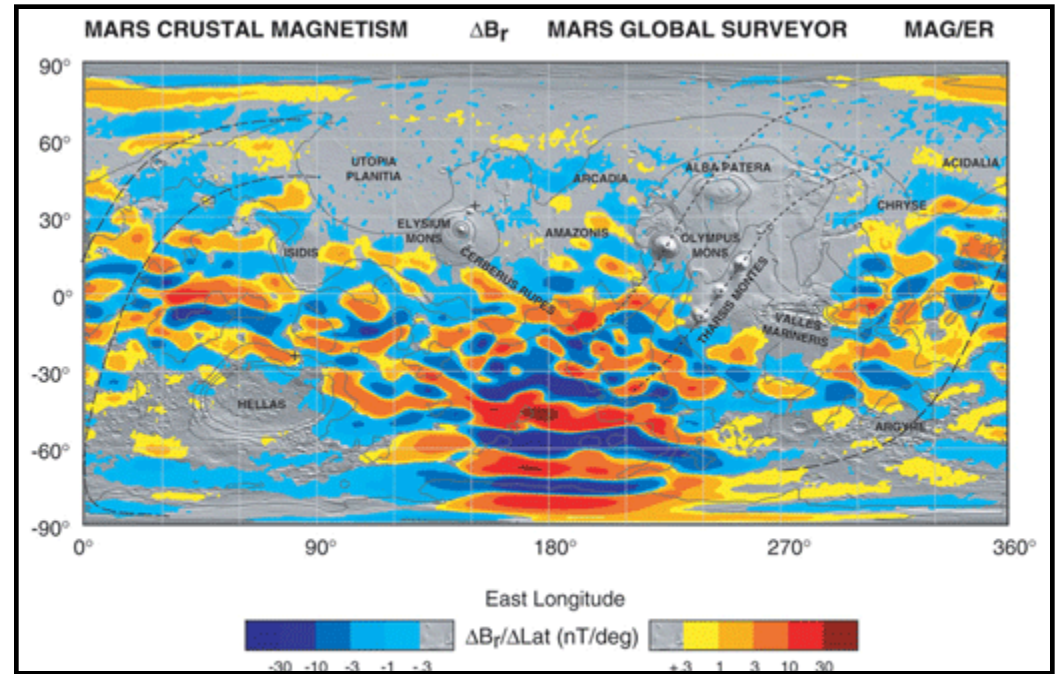 MARS CRUSTAL MAGNETISM ΔBr MARS GLOBAL SURVEYOR MAG/ER
90°
60°
30°
0°
-30°
-60°
-90°
UTOPIA
PLANITIA
ARCADIA
ALBA PATERA
ACIDALIA
CHRYSE
ELYSIUM
MONS
AMAZONIS
OLYMPUS
MONS
ISIDIS
CERBERUS RUPES
THARSIS MONTES
VALLES
MARINERIS
HELLAS
ARGYRE
0° 90° 180° 270° 360°
East Longitude
ΔBr/ΔLat (nT/deg)
-30 -10 -3 -1 -.3
+.3 1 3 10 30